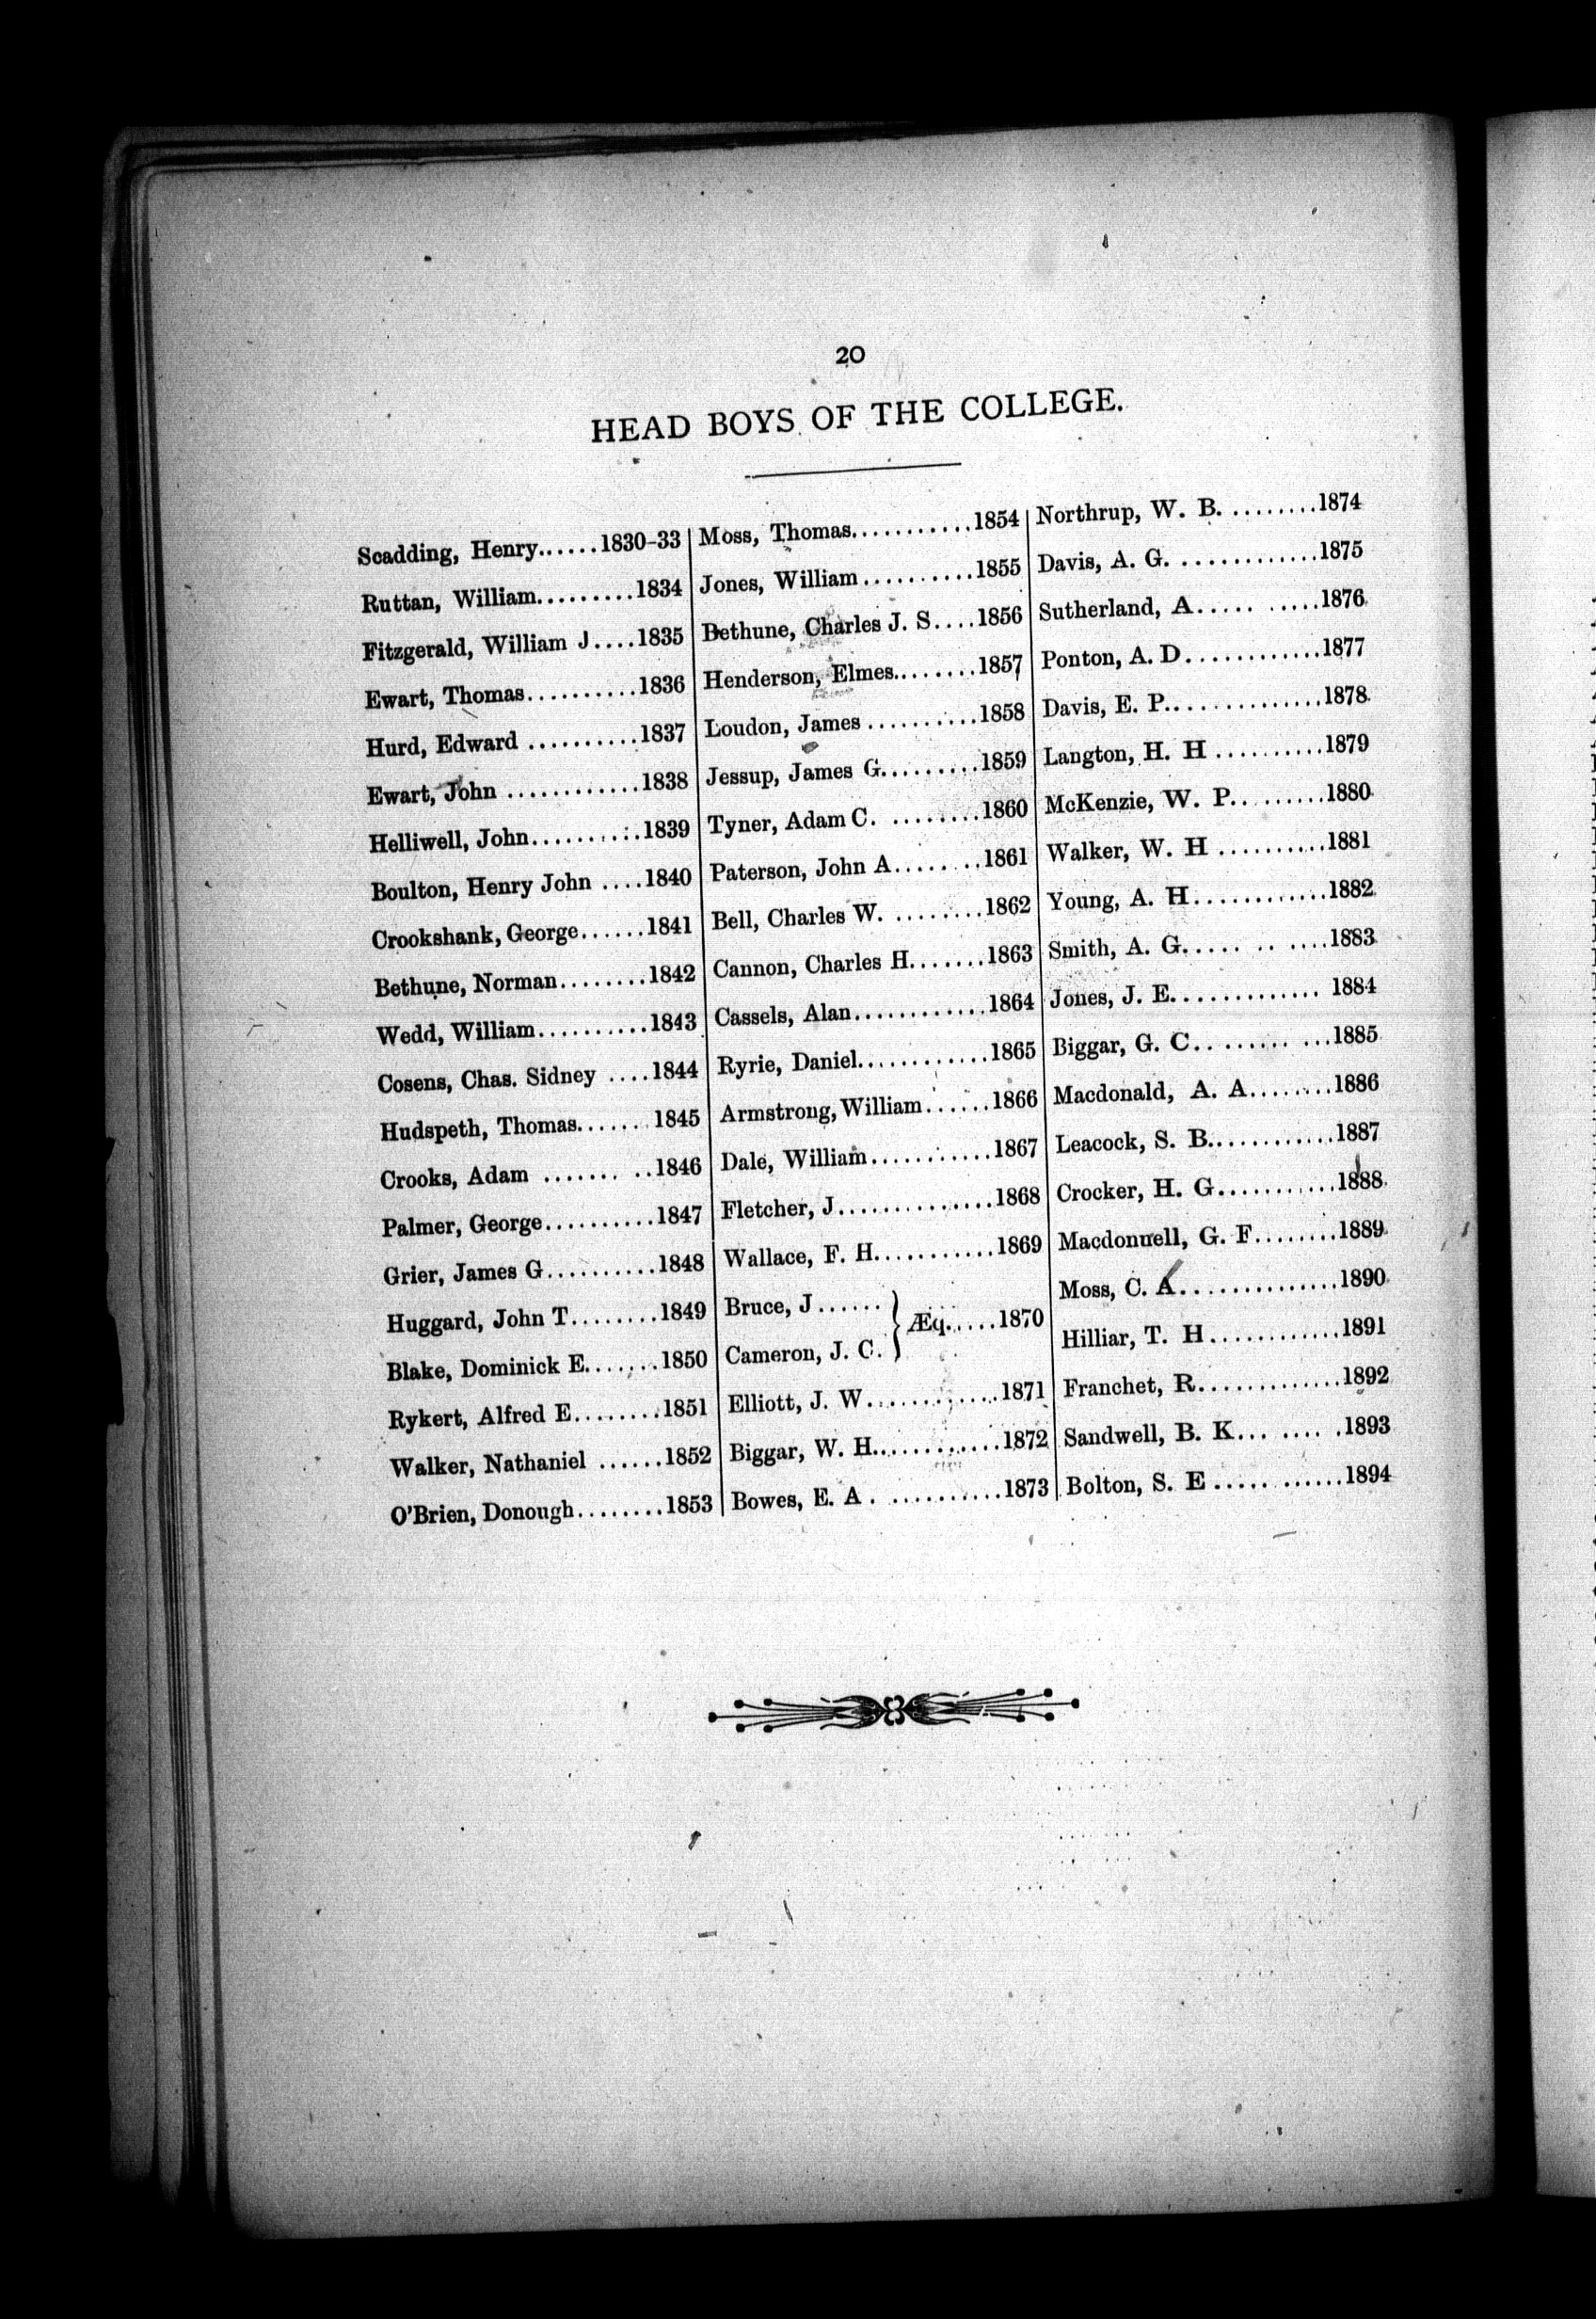 20
HEAD BOYS OF THE COLLEGE.
Scadding, Henry......1830-33
Ruttan, William.........1834
Fitzgerald, William J....1835
Ewart, Thomas..........1836
Hurd, Edward ..........1837
Ewart, John ............1838
Helliwell, John..........1839
Boulton, Henry John ....1840
Crookshank, George......1841
Bethune, Norman........1842
Wedd, William..........1843
Cosens, Chas. Sidney ....1844
Hudspeth, Thomas...... 1845
Crooks, Adam ....... ..1846
Palmer, George..........1847
Grier, James G..........1848
Huggard, John T........1849
Blake, Dominick E.......1850
Rykert, Alfred E........1851
Walker, Nathaniel ......1852
O'Brien, Donough........1853
Moss, Thomas...........1854
Jones, William..........1855
Bethune, Charles J. S....1856
Henderson, Elmes........1857
Loudon, James ..........1858
Jessup, James G.........1859
Tyner, Adam C. ........1860
Paterson, John A........1861
Bell, Charles W. ........1862
Cannon, Charles H.......1863
Cassels, Alan............1864
Ryrie, Daniel............1865
Armstrong, William......1866
Dale, William...........1867
Fletcher, J..............1868
Wallace, F. H...........1869
Bruce, J......
Cameron, J. C. } Æq.....1870
Elliott, J. W............1871
Biggar, W. H............1872
Bowes, E. A. ..........1873
Northrup, W. B. ........1874
Davis, A. G. ............1875
Sutherland, A..... .....1876
Ponton, A. D............1877
Davis, E. P..............1878
Langton, H. H ..........1879
McKenzie, W. P.........1880
Walker, W. H ..........1881
Young, A. H............1882
Smith, A. G..... .. ....1883
Jones, J. E............. 1884
Biggar, G. C........ ...1885
Macdonald, A. A........1886
Leacock, S. B............1887
Crocker, H. G...........1888
Macdonnell, G. F........1889
Moss, C. A..............1890
Hilliar, T. H............1891
Franchet, R.............1892
Sandwell, B. K... .... .1893
Bolton, S. E ...........1894